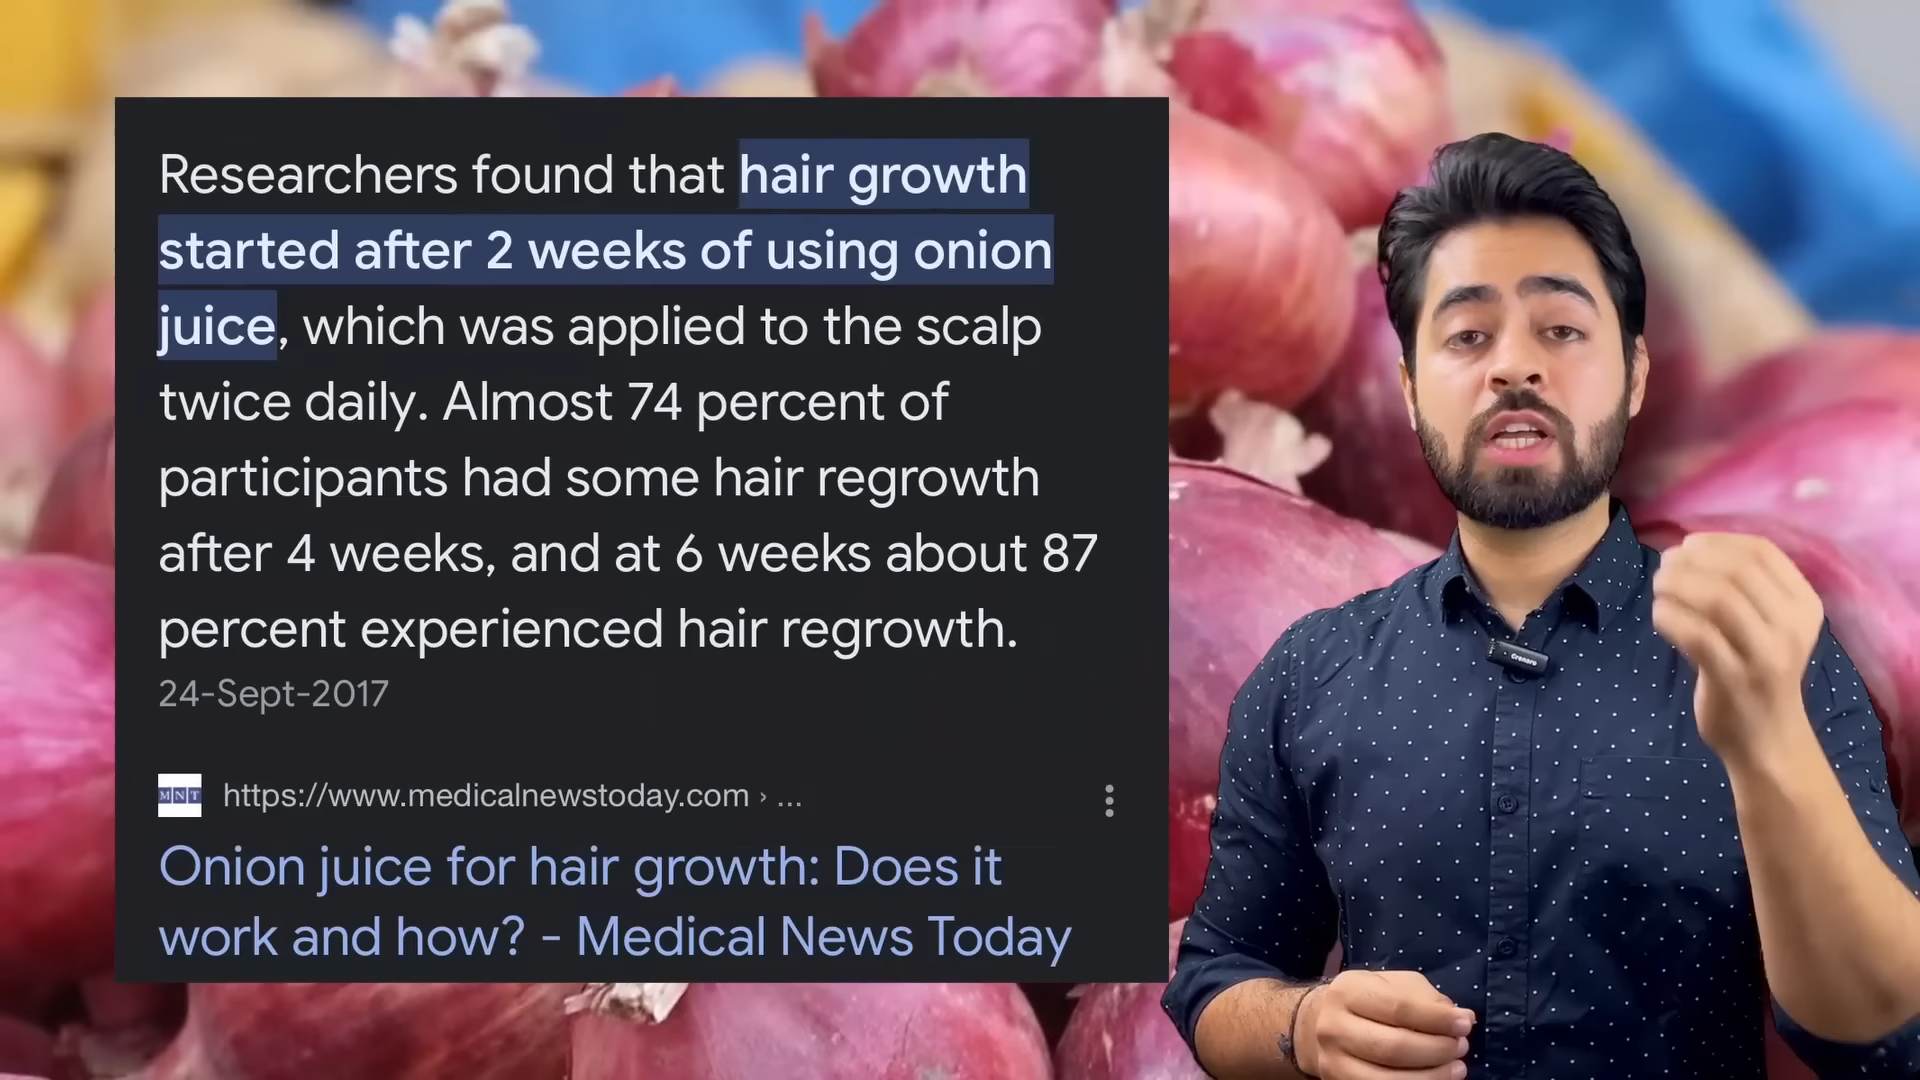 Researchers found that hair growth
started after 2 weeks of using onion
juice, which was applied to the scalp
twice daily. Almost 74 percent of
participants had some hair regrowth
after 4 weeks, and at 6 weeks about 87
percent experienced hair regrowth.
24-Sept-2017
MNT
https://www.medicalnewstoday.com › ...
Onion juice for hair growth: Does it
work and how? - Medical News Today
Grenaro